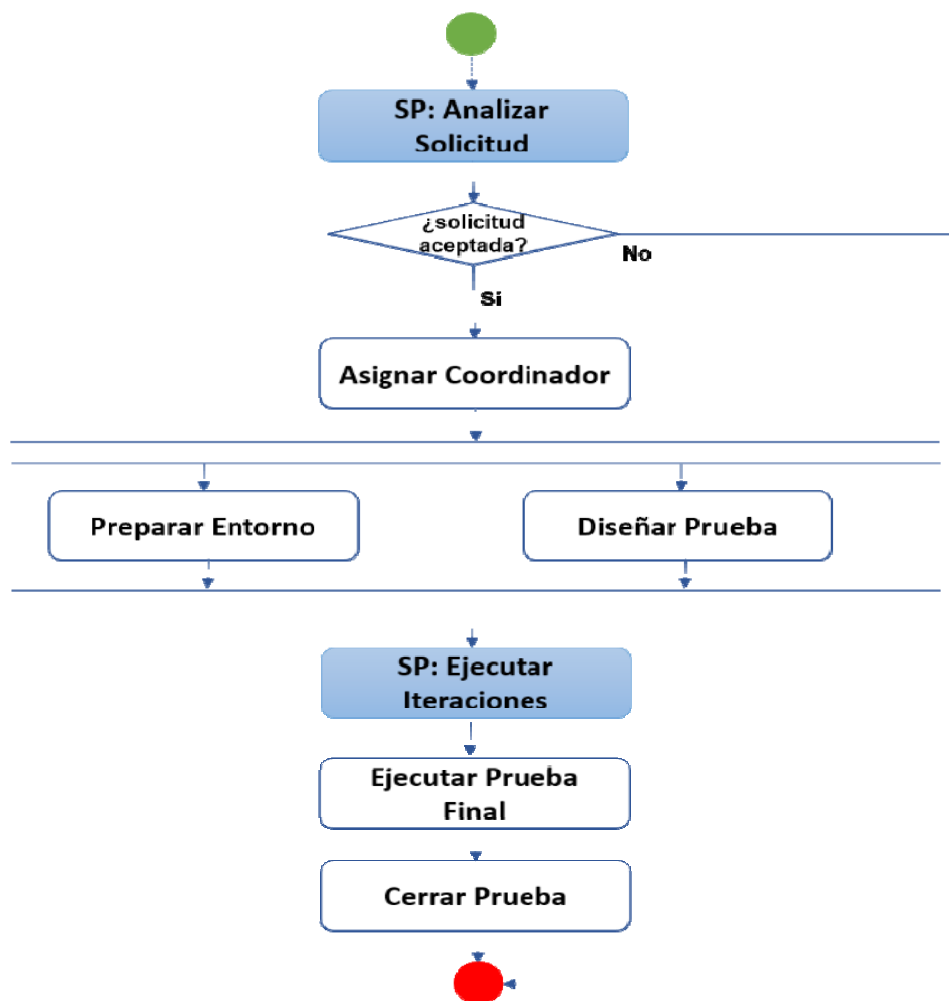 SP: Analizar
Solicitud
¿solicitud
aceptada?
No
Sí
Asignar Coordinador
Preparar Entorno
Diseñar Prueba
SP: Ejecutar
Iteraciones
Ejecutar Prueba
Final
Cerrar Prueba